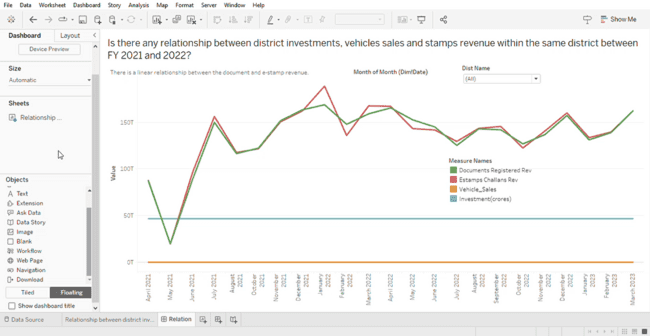 File Data Worksheet Dashboard Story Analysis Map Format Server Window Help
Show Me
Dashboard Layout
Device Preview
Size
Automatic
Sheets
Relationship ...
Objects
Text
Extension
Ask Data
Data Story
Image
Blank
Workflow
Web Page
Navigation
Download
Tiled Floating
Show dashboard title
Is there any relationship between district investments, vehicles sales and stamps revenue within the same district between
FY 2021 and 2022?
There is a linear relationship between the document and e-stamp revenue.
Month of Month (DimfData)
Dist Name
(All)
Value
150T
100T
50T
0T
Measure Names
Documents Registered Rev
Estamps Challans Rev
Vehicle_Sales
Investment(crores)
April 2021
May 2021
June 2021
July 2021
August 2021
September 2021
October 2021
November 2021
December 2021
January 2022
February 2022
March 2022
April 2022
May 2022
June 2022
July 2022
August 2022
September 2022
October 2022
November 2022
December 2022
January 2023
February 2023
March 2023
Data Source Relationship between district inv... Relation